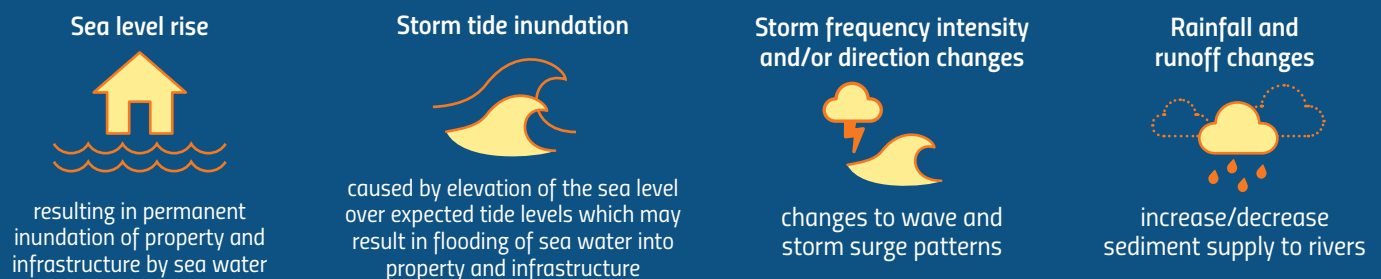 Sea level rise
resulting in permanent
inundation of property and
infrastructure by sea water
Storm tide inundation
caused by elevation of the sea level
over expected tide levels which may
result in flooding of sea water into
property and infrastructure
Storm frequency intensity
and/or direction changes
changes to wave and
storm surge patterns
Rainfall and
runoff changes
increase/decrease
sediment supply to rivers